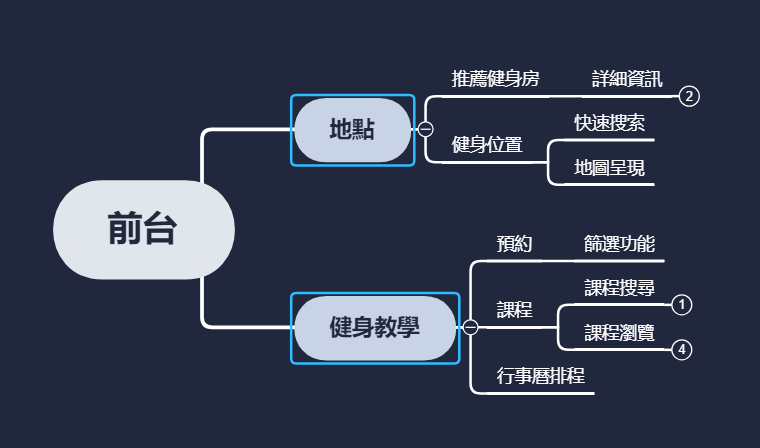 前台
地點
推薦健身房
詳細資訊
2
健身位置
快速搜索
地圖呈現
健身教學
預約
篩選功能
課程
課程搜尋
1
課程瀏覽
4
行事曆排程